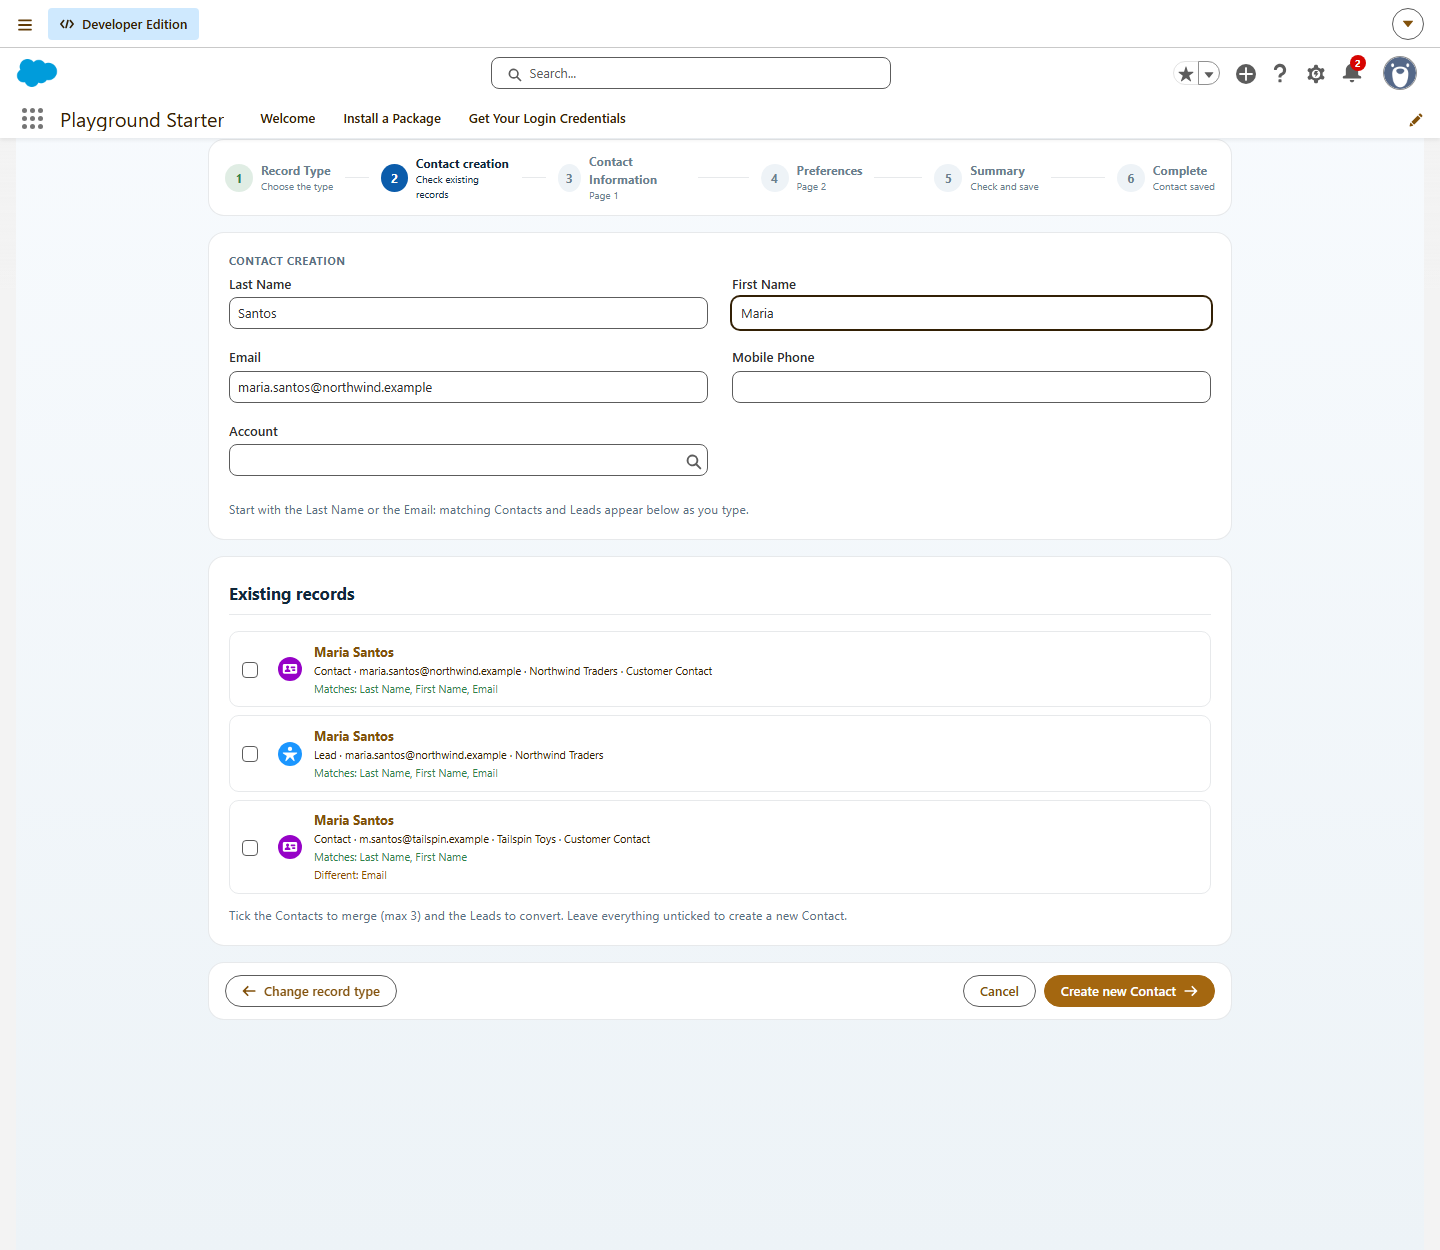 Developer Edition
Search...
2
Playground Starter
Welcome
Install a Package
Get Your Login Credentials
1
Record Type
Choose the type
2
Contact creation
Check existing
records
3
Contact
Information
Page 1
4
Preferences
Page 2
5
Summary
Check and save
6
Complete
Contact saved
CONTACT CREATION
Last Name
First Name
Santos
Maria
Email
Mobile Phone
maria.santos@northwind.example
Account
Start with the Last Name or the Email: matching Contacts and Leads appear below as you type.
Existing records
Maria Santos
Contact · maria.santos@northwind.example · Northwind Traders · Customer Contact
Matches: Last Name, First Name, Email
Maria Santos
Lead · maria.santos@northwind.example · Northwind Traders
Matches: Last Name, First Name, Email
Maria Santos
Contact · m.santos@tailspin.example · Tailspin Toys · Customer Contact
Matches: Last Name, First Name
Different: Email
Tick the Contacts to merge (max 3) and the Leads to convert. Leave everything unticked to create a new Contact.
Change record type
Cancel
Create new Contact